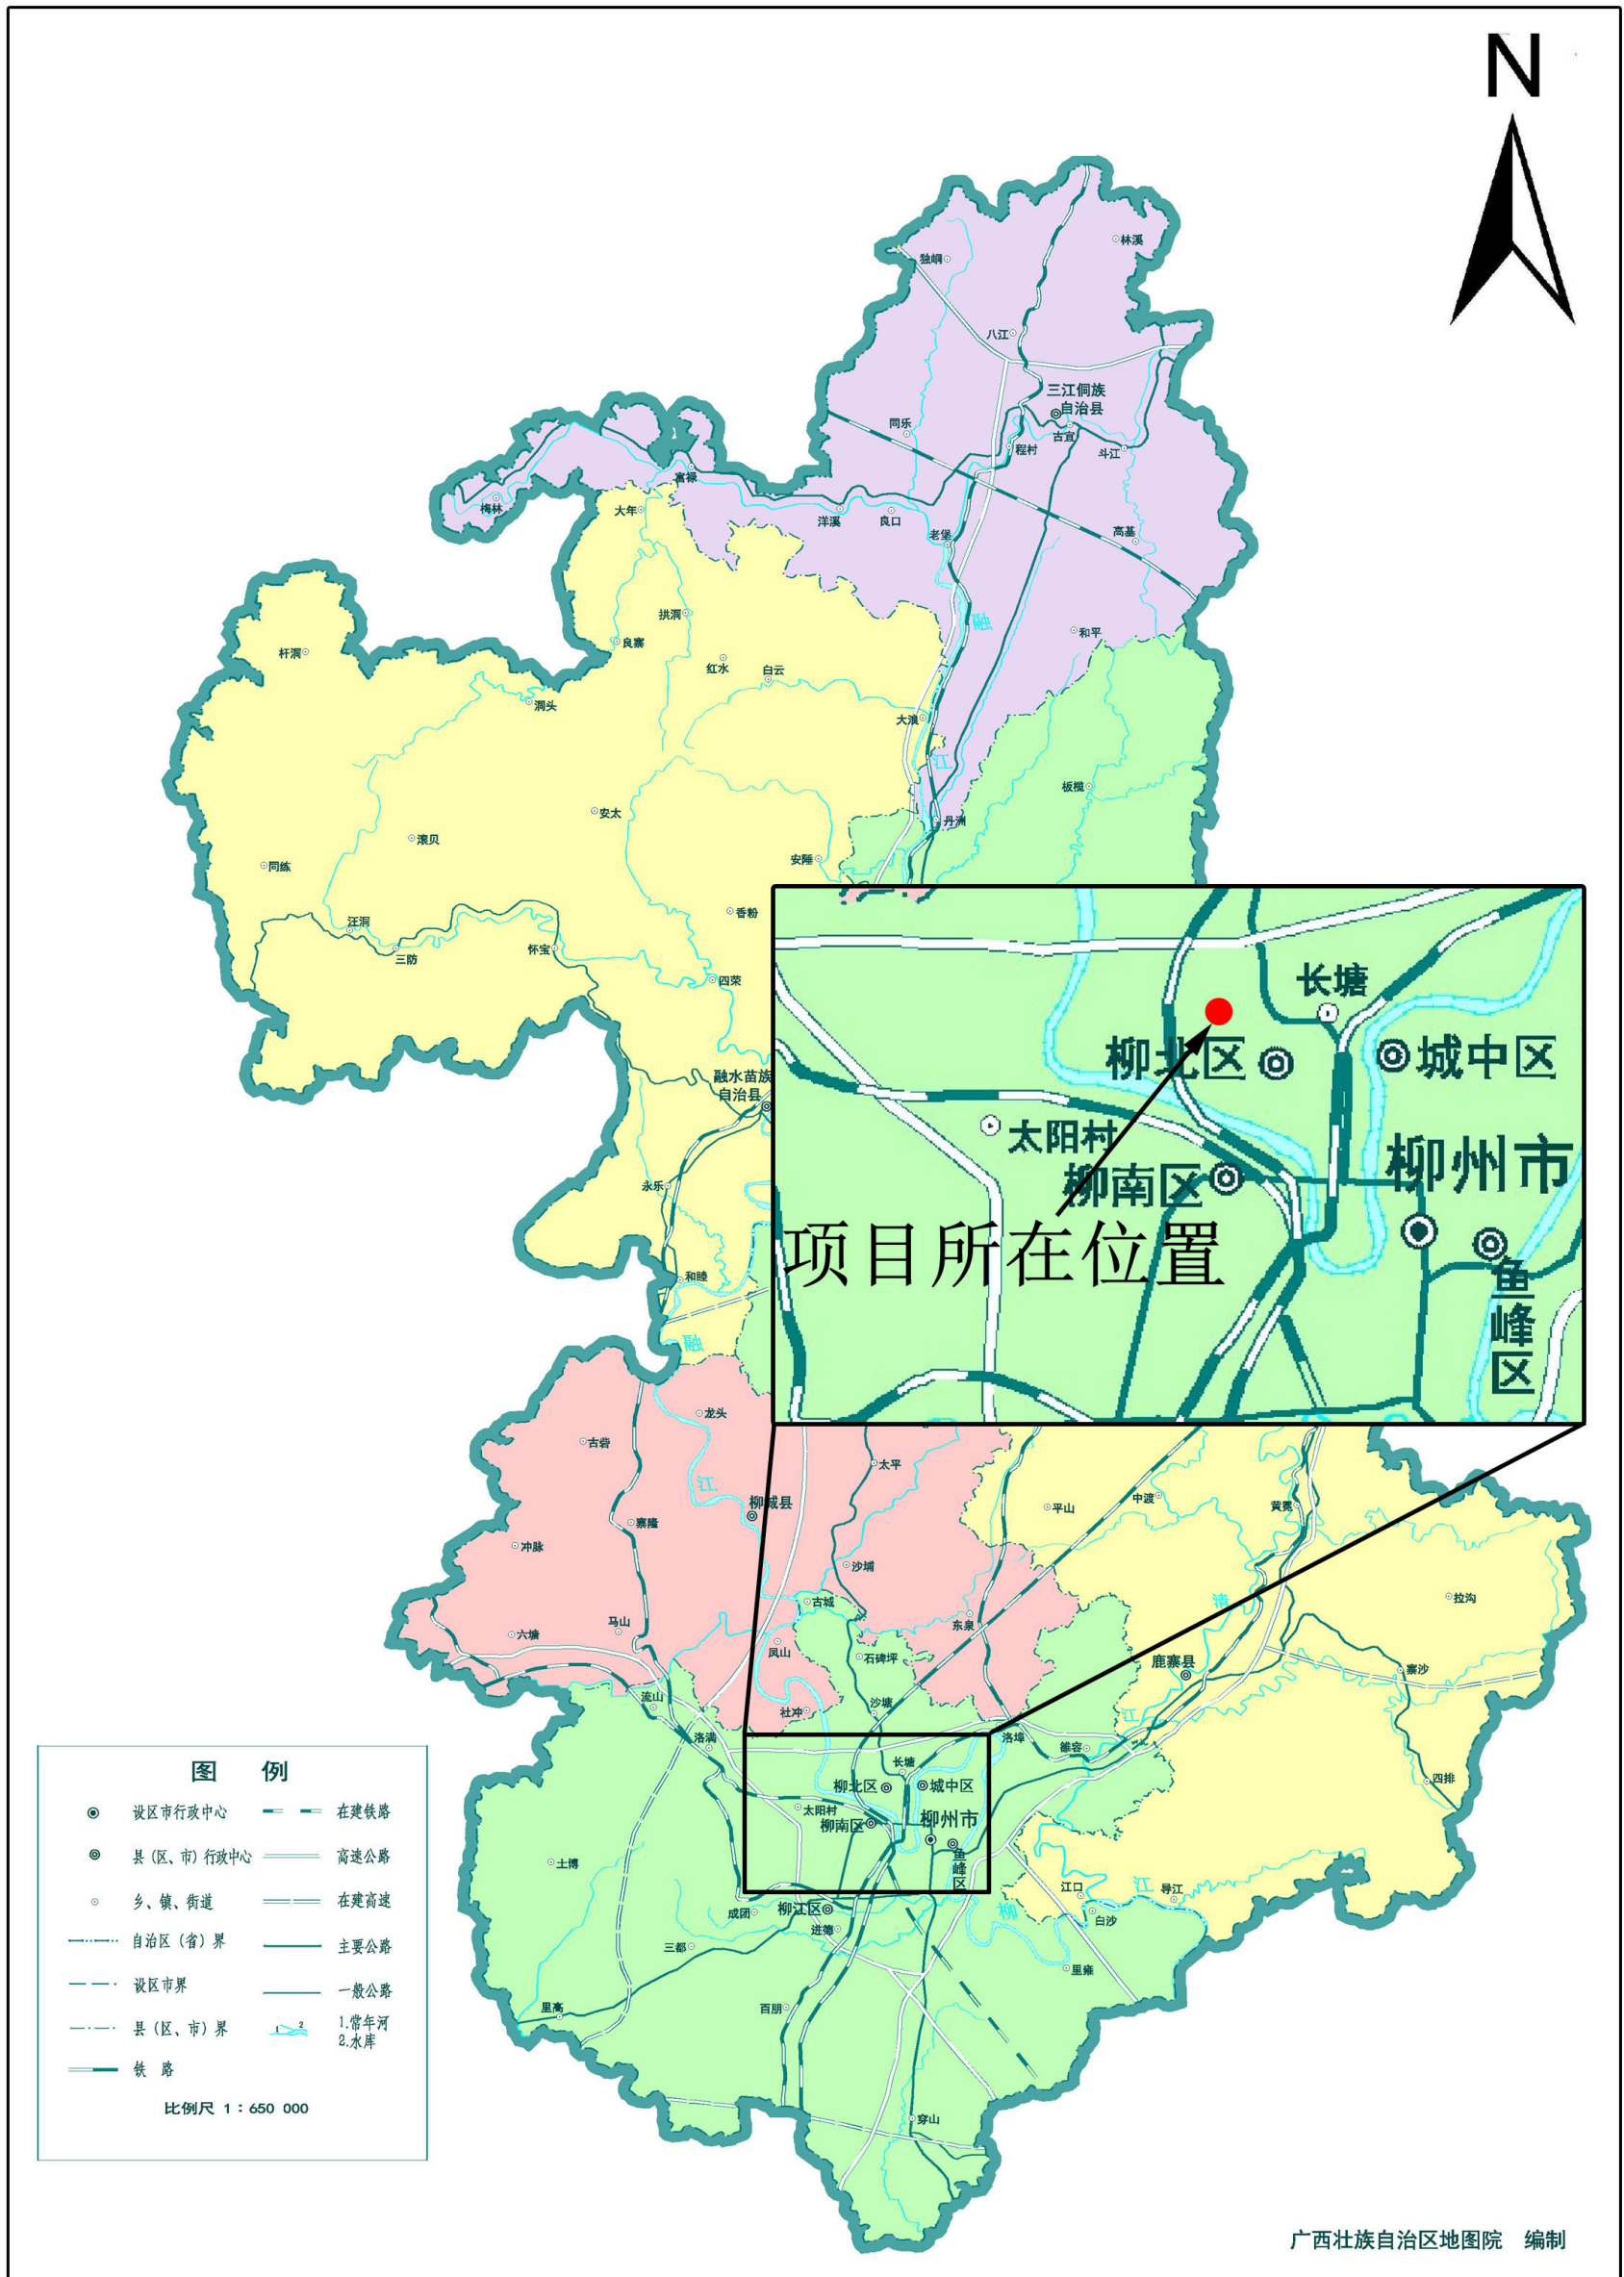 N
林溪
独峒
八江
三江侗族
自治县
同乐
古宜
程村
斗江
富禄
梅林
大年
洋溪
良口
老堡
高基
拱洞
融
和平
良寨
杆洞
红水
白云
洞头
大浪
江
板榄
安太
丹洲
滚贝
同练
安陲
香粉
汪洞
三防
怀宝
四荣
长塘
柳北区
城中区
融水苗族
自治县
太阳村
柳南区
柳州市
永乐
项目所在位置
鱼峰区
和睦
融
龙头
古砦
太平
江
柳城县
平山
中渡
黄冕
寨隆
冲脉
沙埔
古城
洛
拉沟
马山
六塘
东泉
凤山
石碑坪
鹿寨县
寨沙
流山
社冲
沙塘
江
洛满
洛埠
雒容
长塘
柳北区
城中区
四排
太阳村
柳南区
柳州市
鱼峰区
土博
江口
江
导江
柳江区
成团
进德
白沙
三都
里雍
里高
百朋
穿山
图 例
设区市行政中心
在建铁路
县（区、市）行政中心
高速公路
乡、镇、街道
在建高速
自治区（省）界
主要公路
设区市界
一般公路
县（区、市）界
1 2
1.常年河
2.水库
铁 路
比例尺 1：650 000
广西壮族自治区地图院 编制